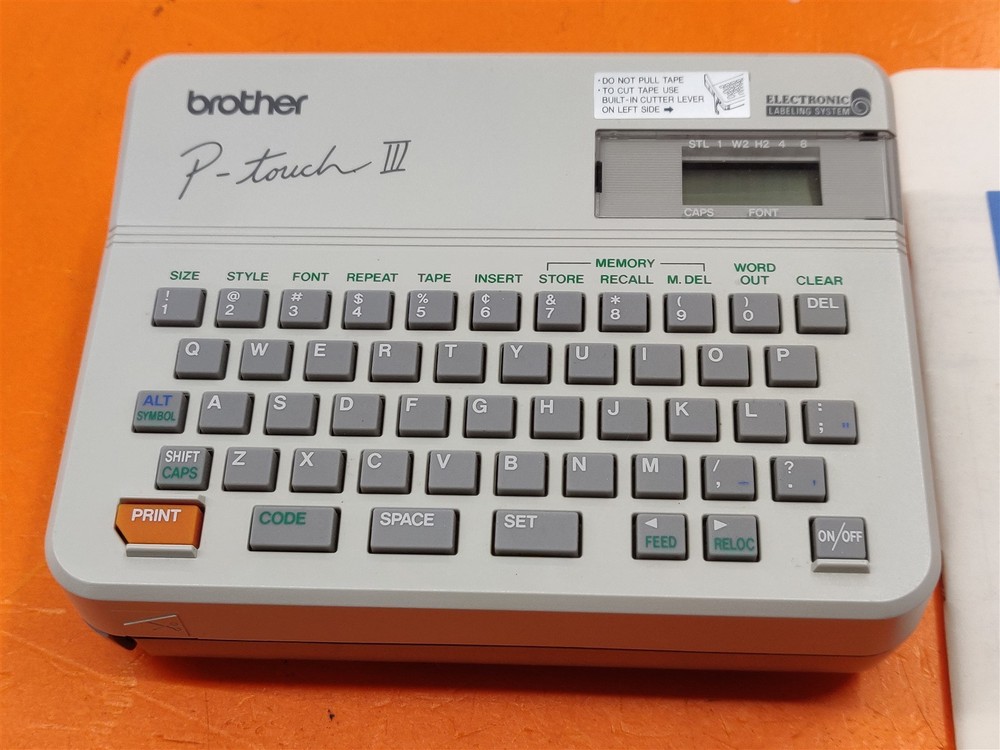 brother
P-touch III
· DO NOT PULL TAPE
· TO CUT TAPE USE
BUILT-IN CUTTER LEVER
ON LEFT SIDE ➡
ELECTRONIC
LABELING SYSTEM
STL 1 W2 H2 4 8
CAPS FONT
MEMORY
SIZE STYLE FONT REPEAT TAPE INSERT STORE RECALL M. DEL WORD OUT CLEAR
! @ # $ % ¢ & * ( ) DEL
1 2 3 4 5 6 7 8 9 0
Q W E R T Y U I O P
ALT A S D F G H J K L :
SYMBOL ; "
SHIFT Z X C V B N M / ?
CAPS , _ . '
PRINT CODE SPACE SET ◀ ▶ ON/OFF
FEED RELOC